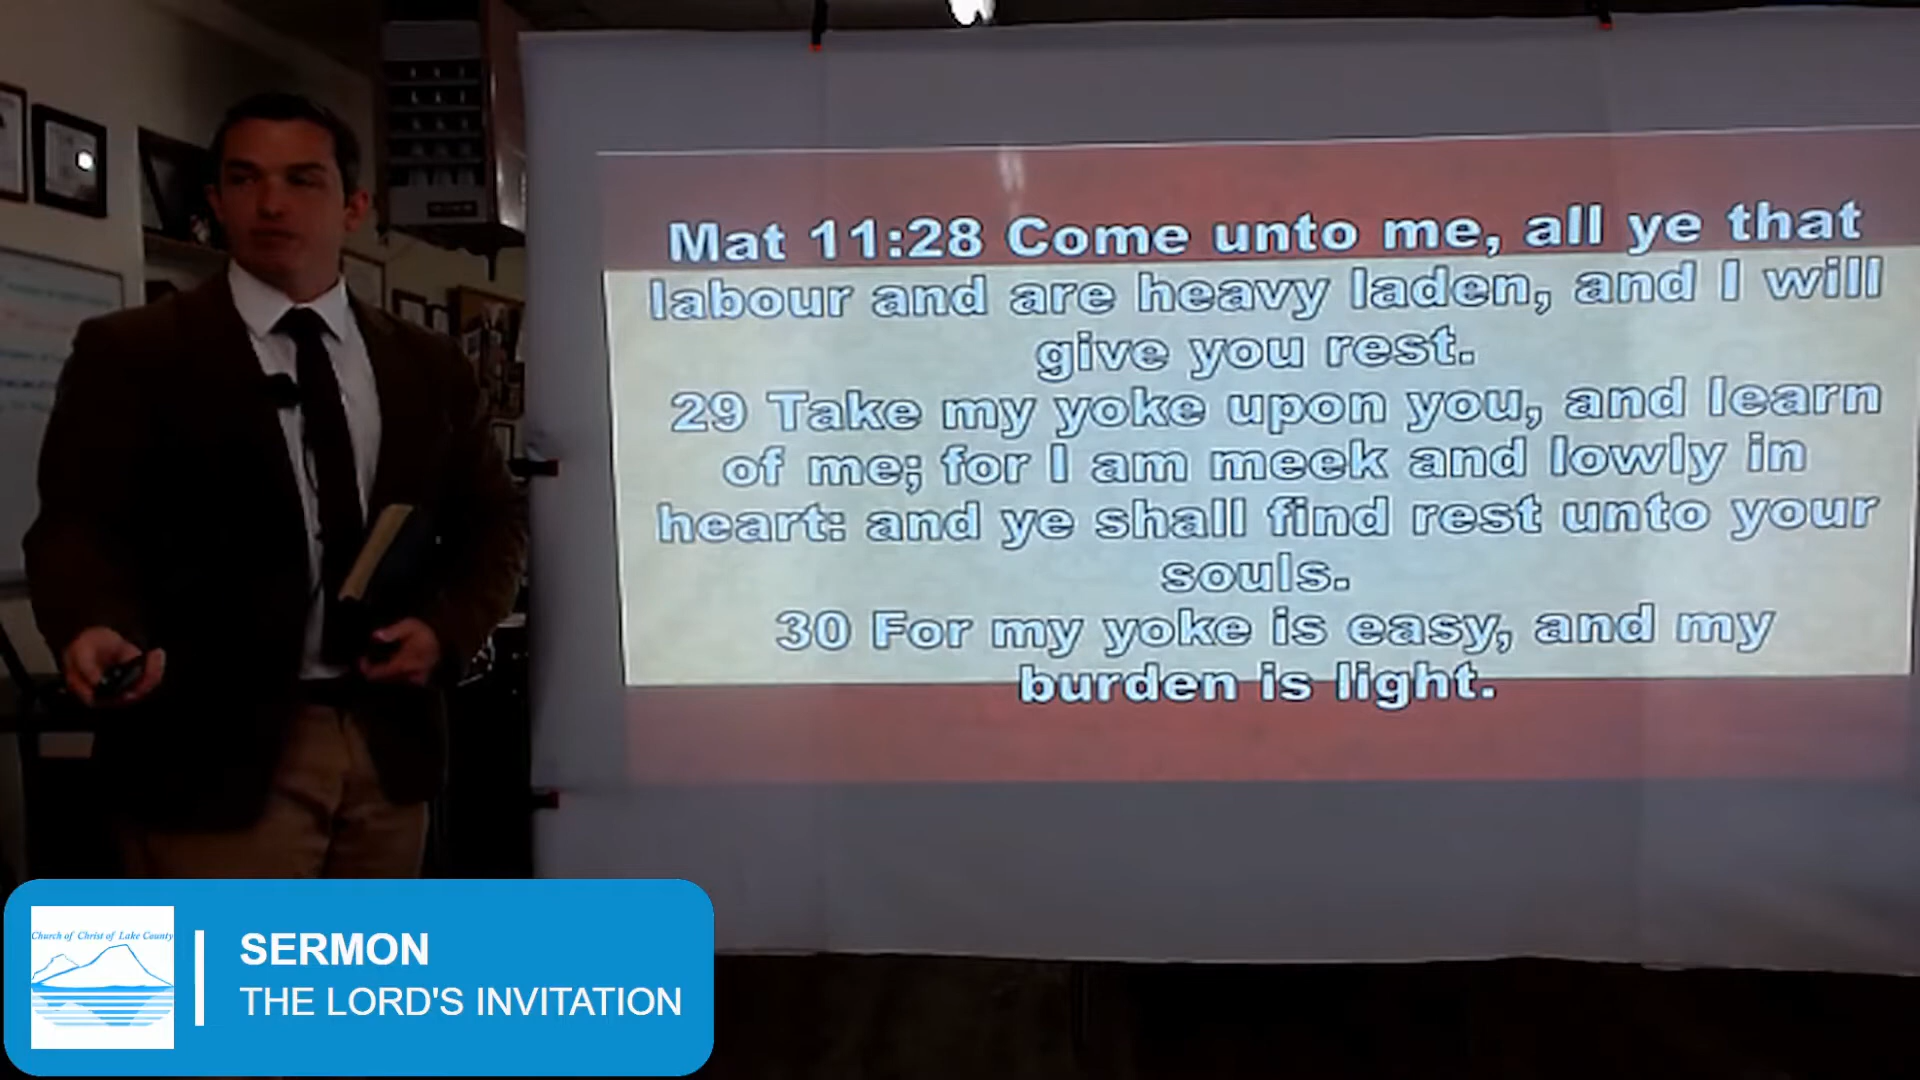 Mat 11:28 Come unto me, all ye that
labour and are heavy laden, and I will
give you rest.
29 Take my yoke upon you, and learn
of me; for I am meek and lowly in
heart: and ye shall find rest unto your
souls.
30 For my yoke is easy, and my
burden is light.
Church of Christ of Lake County
SERMON
THE LORD'S INVITATION